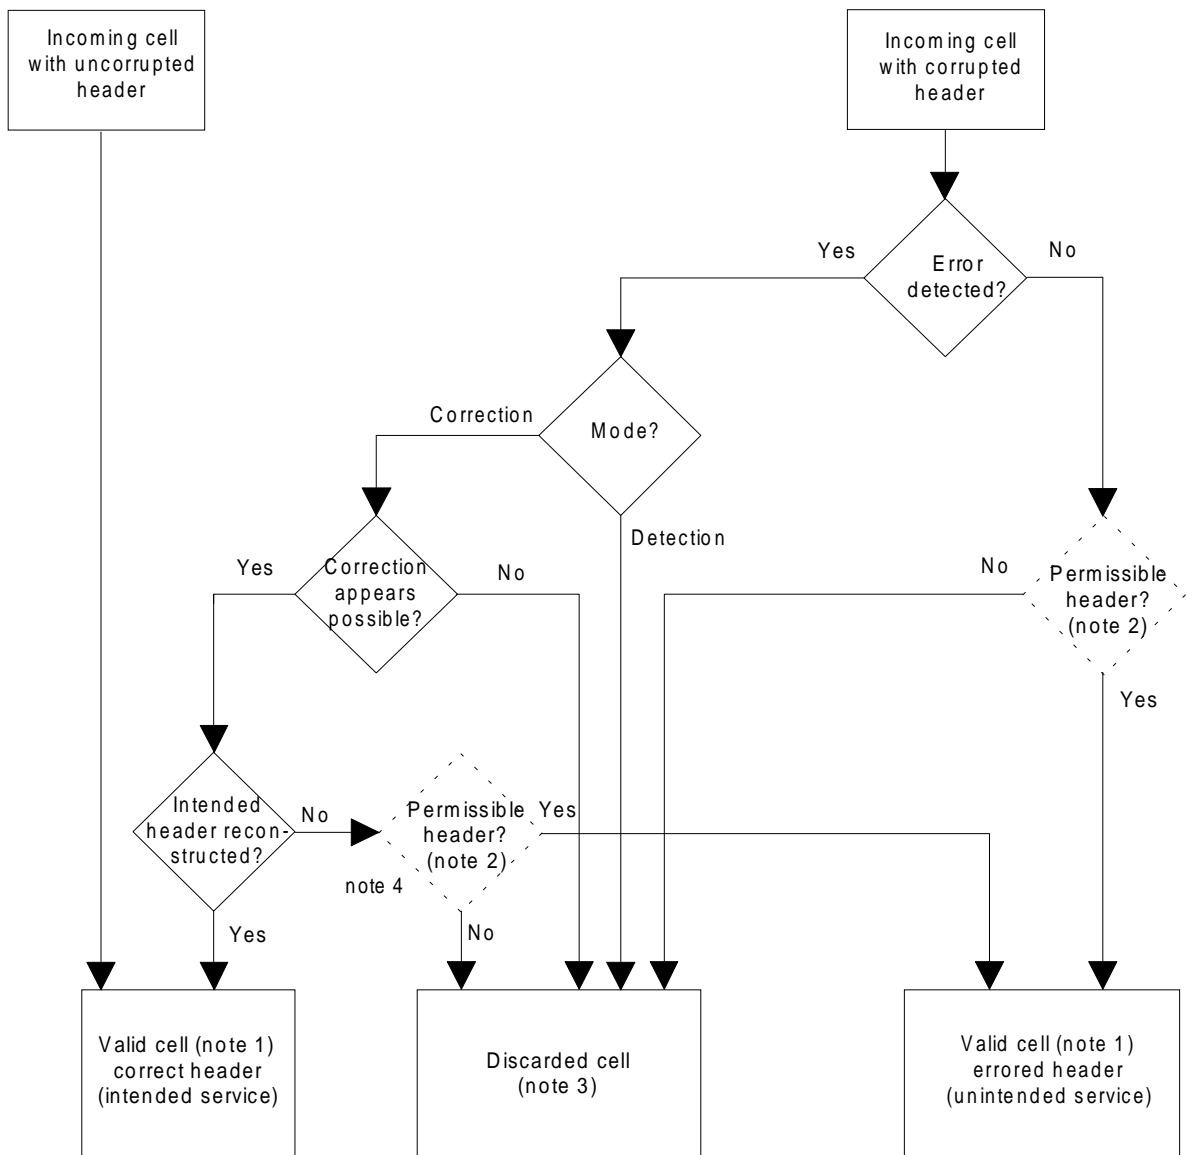 Incoming cell
with uncorrupted
header
Incoming cell
with corrupted
header
Yes
No
Error
detected?
Correction
Mode?
Detection
Yes
Correction
appears
possible?
No
No
Permissible
header?
(note 2)
Yes
Intended
header recon-
structed?
No
Permissible
header?
(note 2)
Yes
note 4
Yes
No
Valid cell (note 1)
correct header
(intended service)
Discarded cell
(note 3)
Valid cell (note 1)
errored header
(unintended service)